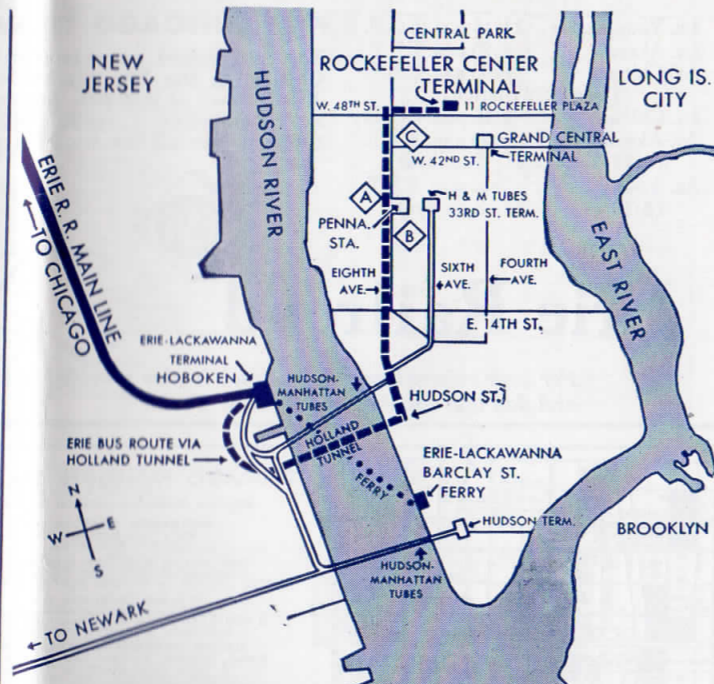 CENTRAL PARK
NEW
JERSEY
ROCKEFELLER CENTER
TERMINAL
LONG IS.
CITY
W. 48TH ST.
11 ROCKEFELLER PLAZA
HUDSON RIVER
C
GRAND CENTRAL
TERMINAL
W. 42ND ST.
ERIE R. R. MAIN LINE
←TO CHICAGO
A
H & M TUBES
33RD ST. TERM.
PENNA.
STA.
B
EAST RIVER
EIGHTH
AVE.
SIXTH
AVE.
FOURTH
AVE.
E. 14TH ST.
ERIE-LACKAWANNA
TERMINAL
HOBOKEN
HUDSON-
MANHATTAN
TUBES
HUDSON ST.
HOLLAND
TUNNEL
ERIE BUS ROUTE VIA
HOLLAND TUNNEL
FERRY
ERIE-LACKAWANNA
BARCLAY ST.
FERRY
N
W
E
S
HUDSON TERM.
BROOKLYN
HUDSON-
MANHATTAN
TUBES
← TO NEWARK